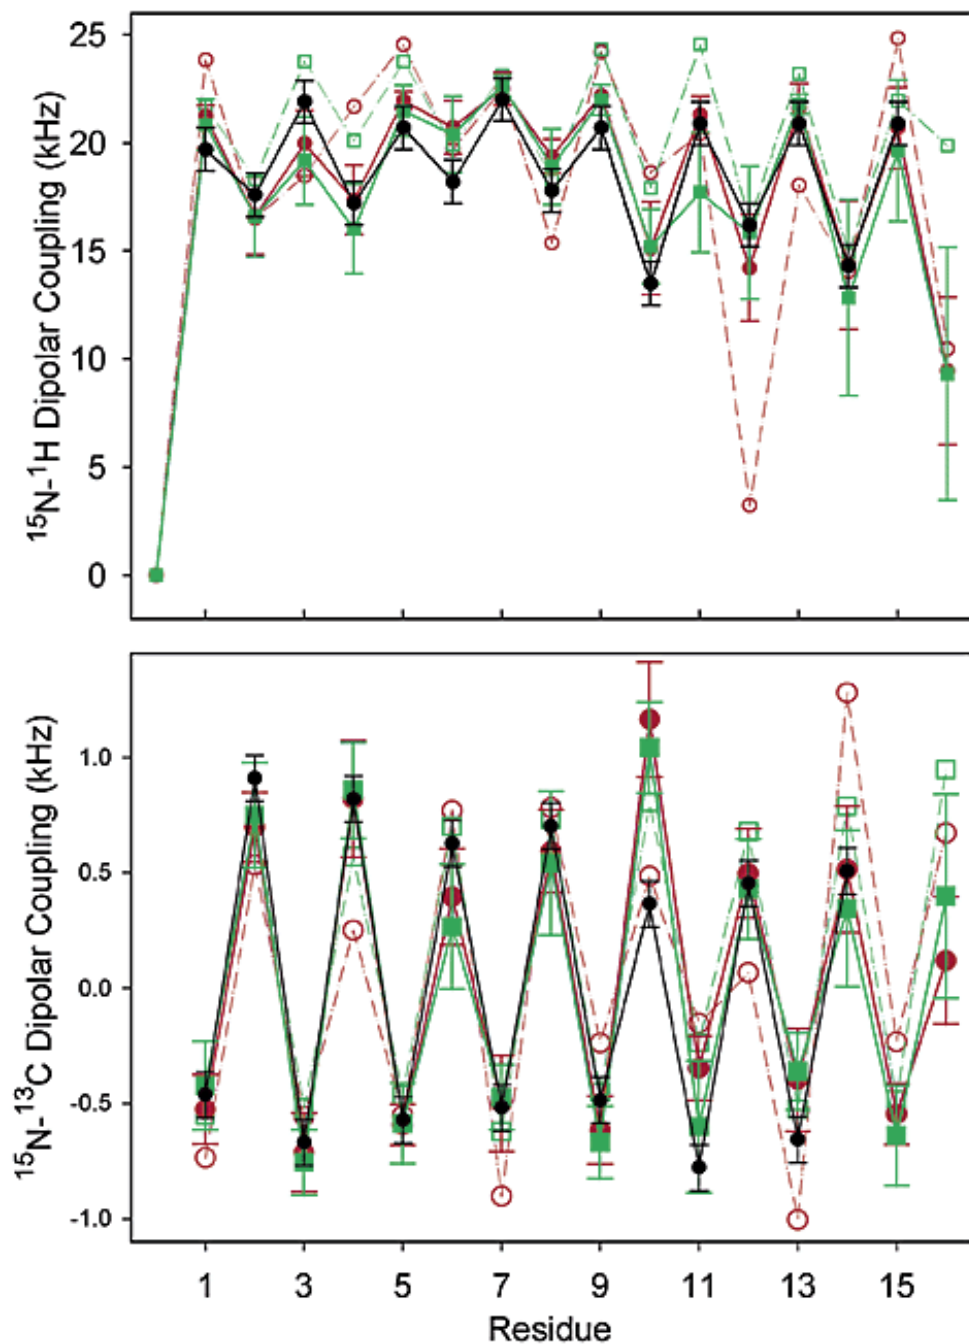 25
20
15
10
5
0
¹⁵N-¹H Dipolar Coupling (kHz)
1.0
0.5
0.0
-0.5
-1.0
¹⁵N-¹³C Dipolar Coupling (kHz)
1 3 5 7 9 11 13 15
Residue